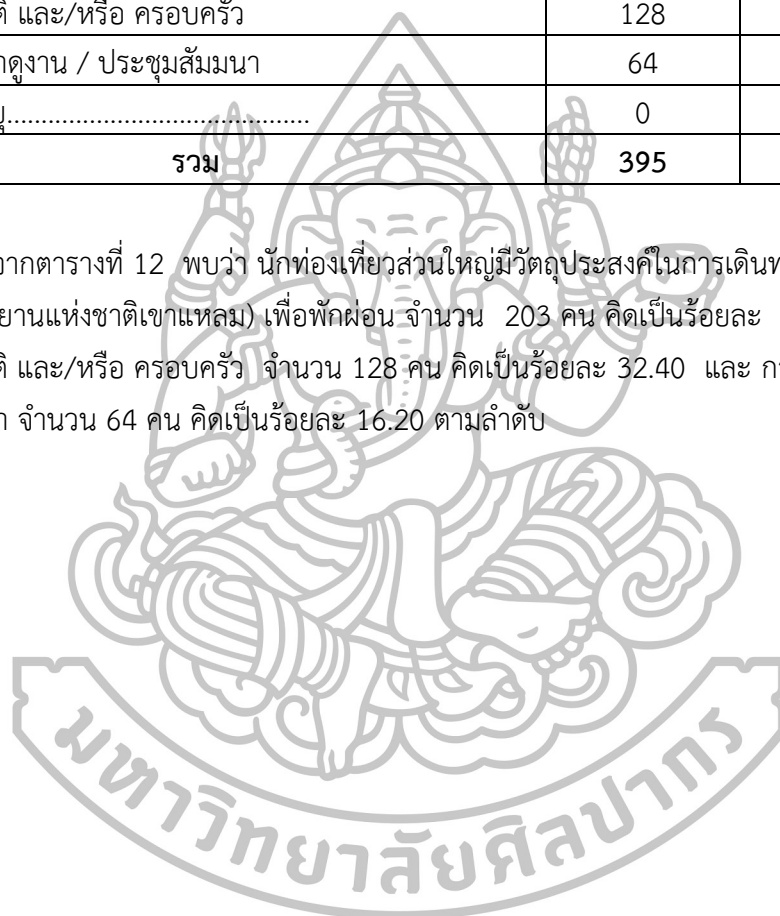 และ/หรือ ครอบครัว 128
ดูงาน / ประชุมสัมมนา 64
0
รวม 395
จากตารางที่ 12 พบว่า นักท่องเที่ยวส่วนใหญ่มีวัตถุประสงค์ในการเดินท
ยานแห่งชาติเขาแหลม) เพื่อพักผ่อน จำนวน 203 คน คิดเป็นร้อยละ
และ/หรือ ครอบครัว จำนวน 128 คน คิดเป็นร้อยละ 32.40 และ
จำนวน 64 คน คิดเป็นร้อยละ 16.20 ตามลำดับ
มหาวิทยาลัยศิลปากร